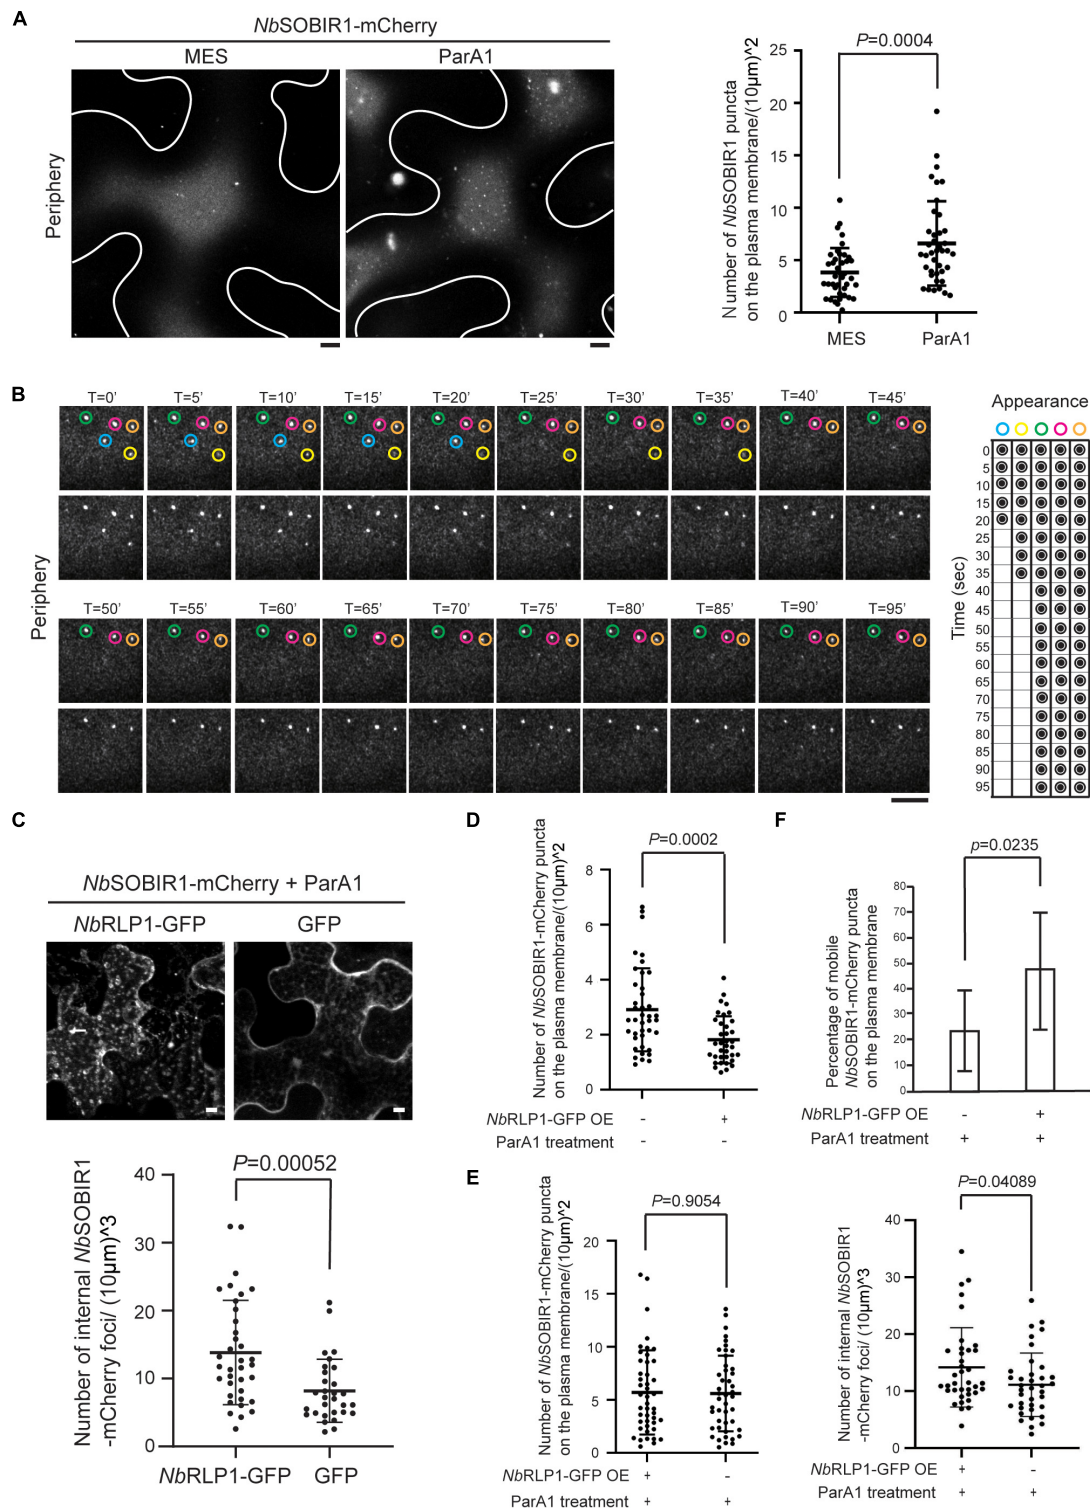 A
NbSOBIR1-mCherry
MES ParA1
Periphery
Number of NbSOBIR1 puncta
on the plasma membrane/(10µm)^2
P=0.0004
25
20
15
10
5
0
MES ParA1
B
Periphery
T=0' T=5' T=10' T=15' T=20' T=25' T=30' T=35' T=40' T=45'
T=50' T=55' T=60' T=65' T=70' T=75' T=80' T=85' T=90' T=95'
Appearance
Time (sec)
0
5
10
15
20
25
30
35
40
45
50
55
60
65
70
75
80
85
90
95
C
NbSOBIR1-mCherry + ParA1
NbRLP1-GFP GFP
Number of internal NbSOBIR1
-mCherry foci/ (10µm)^3
P=0.00052
40
30
20
10
0
NbRLP1-GFP GFP
D
Number of NbSOBIR1-mCherry puncta
on the plasma membrane/(10µm)^2
P=0.0002
8
6
4
2
0
NbRLP1-GFP OE - +
ParA1 treatment - -
F
Percentage of mobile
NbSOBIR1-mCherry puncta
on the plasma membrane
p=0.0235
80
70
60
50
40
30
20
10
0
NbRLP1-GFP OE - +
ParA1 treatment + +
E
Number of NbSOBIR1-mCherry puncta
on the plasma membrane/(10µm)^2
P=0.9054
20
15
10
5
0
NbRLP1-GFP OE + -
ParA1 treatment + +
Number of internal NbSOBIR1
-mCherry foci/ (10µm)^3
P=0.04089
40
30
20
10
0
NbRLP1-GFP OE + -
ParA1 treatment + +